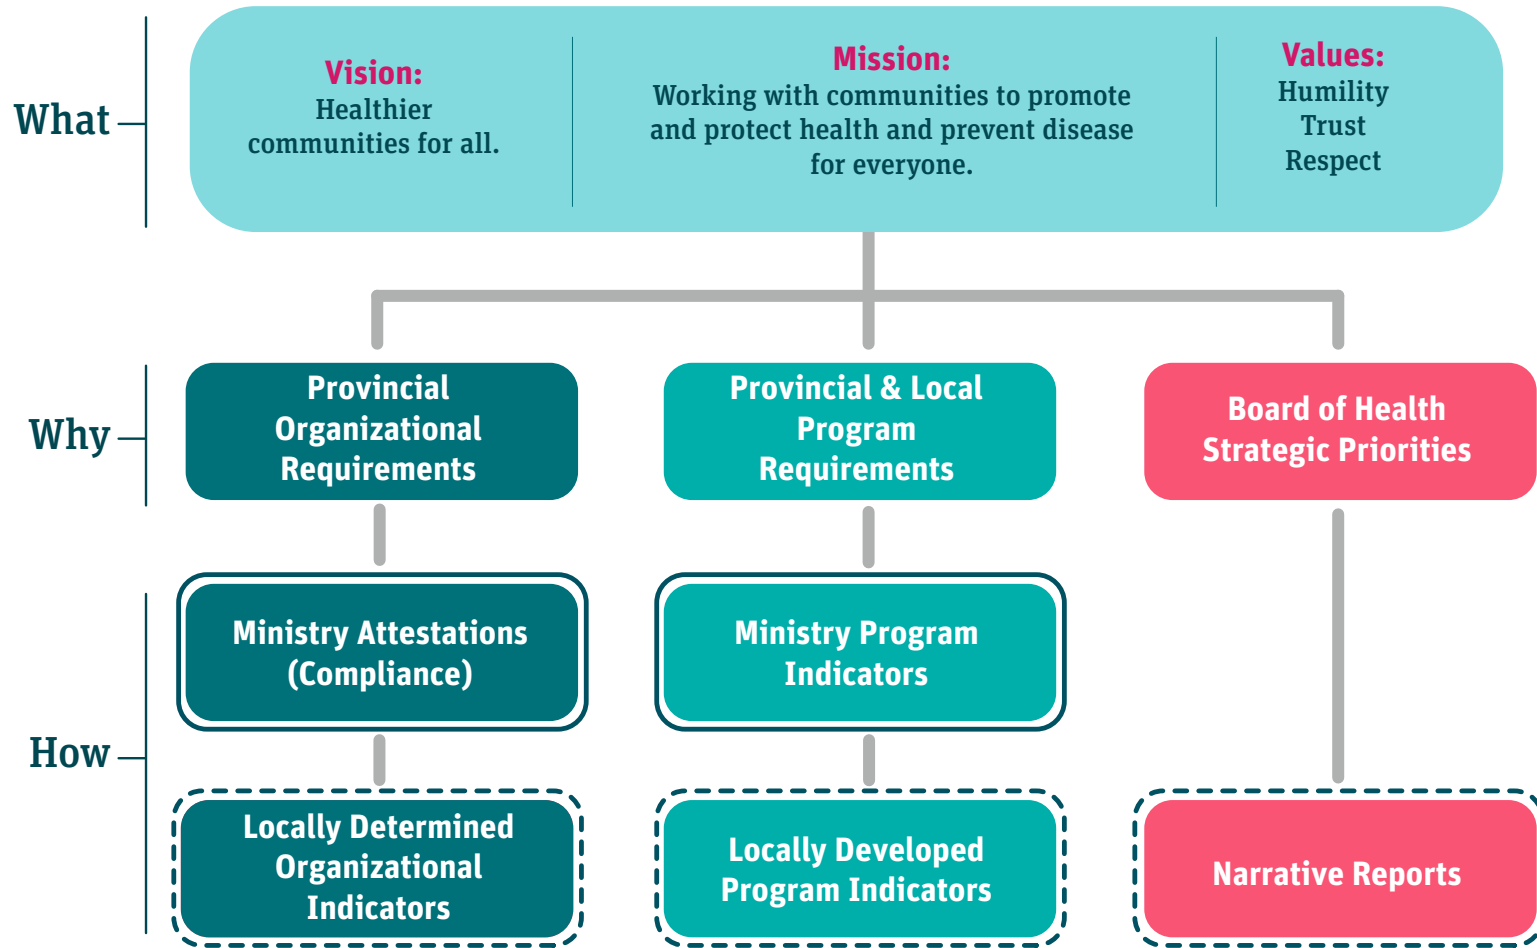 What
Vision:
Healthier
communities for all.
Mission:
Working with communities to promote
and protect health and prevent disease
for everyone.
Values:
Humility
Trust
Respect
Why
Provincial
Organizational
Requirements
Provincial & Local
Program
Requirements
Board of Health
Strategic Priorities
How
Ministry Attestations
(Compliance)
Ministry Program
Indicators
Locally Determined
Organizational
Indicators
Locally Developed
Program Indicators
Narrative Reports